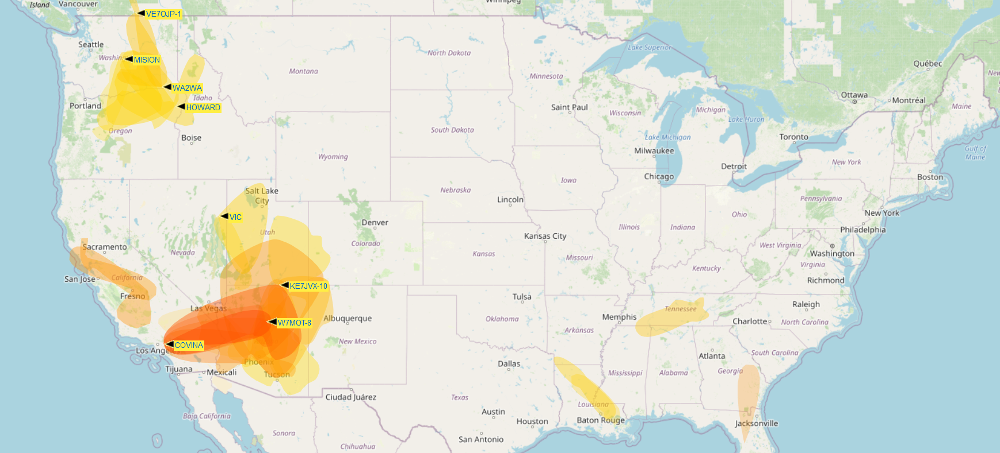 Island
Vancouver
Winnipeg
VE7OJP-1
Seattle
MISION
WA2WA
Idaho
HOWARD
Portland
Oregon
Boise
Montana
North Dakota
Minnesota
Lake Superior
Saint Paul
Wisconsin
Michigan
Lake Huron
Lake Michigan
Québec
Ottawa
Montréal
Maine
Toronto
Gulf of
Maine
South Dakota
Wyoming
Milwaukee
Chicago
Detroit
New York
Boston
Iowa
Nebraska
Lincoln
Salt Lake
City
VIC
Utah
Denver
Colorado
Pennsylvania
New York
Philadelphia
Ohio
Indiana
Illinois
Kansas City
Kansas
Missouri
West Virginia
Washington
Virginia
Richmond
Kentucky
Sacramento
Nevada
San Jose
California
Fresno
Las Vegas
KE7JVX-10
W7MOT-8
COVINA
Los Angeles
Tijuana
Mexicali
Phoenix
Tucson
Albuquerque
New Mexico
Tulsa
Oklahoma
Memphis
Arkansas
Tennessee
Raleigh
Charlotte
North Carolina
South Carolina
Atlanta
Georgia
Alabama
Mississippi
Dallas
Ciudad Juárez
Texas
Louisiana
Baton Rouge
Austin
Houston
San Antonio
Jacksonville
Baja California
Sonora
Chihuahua